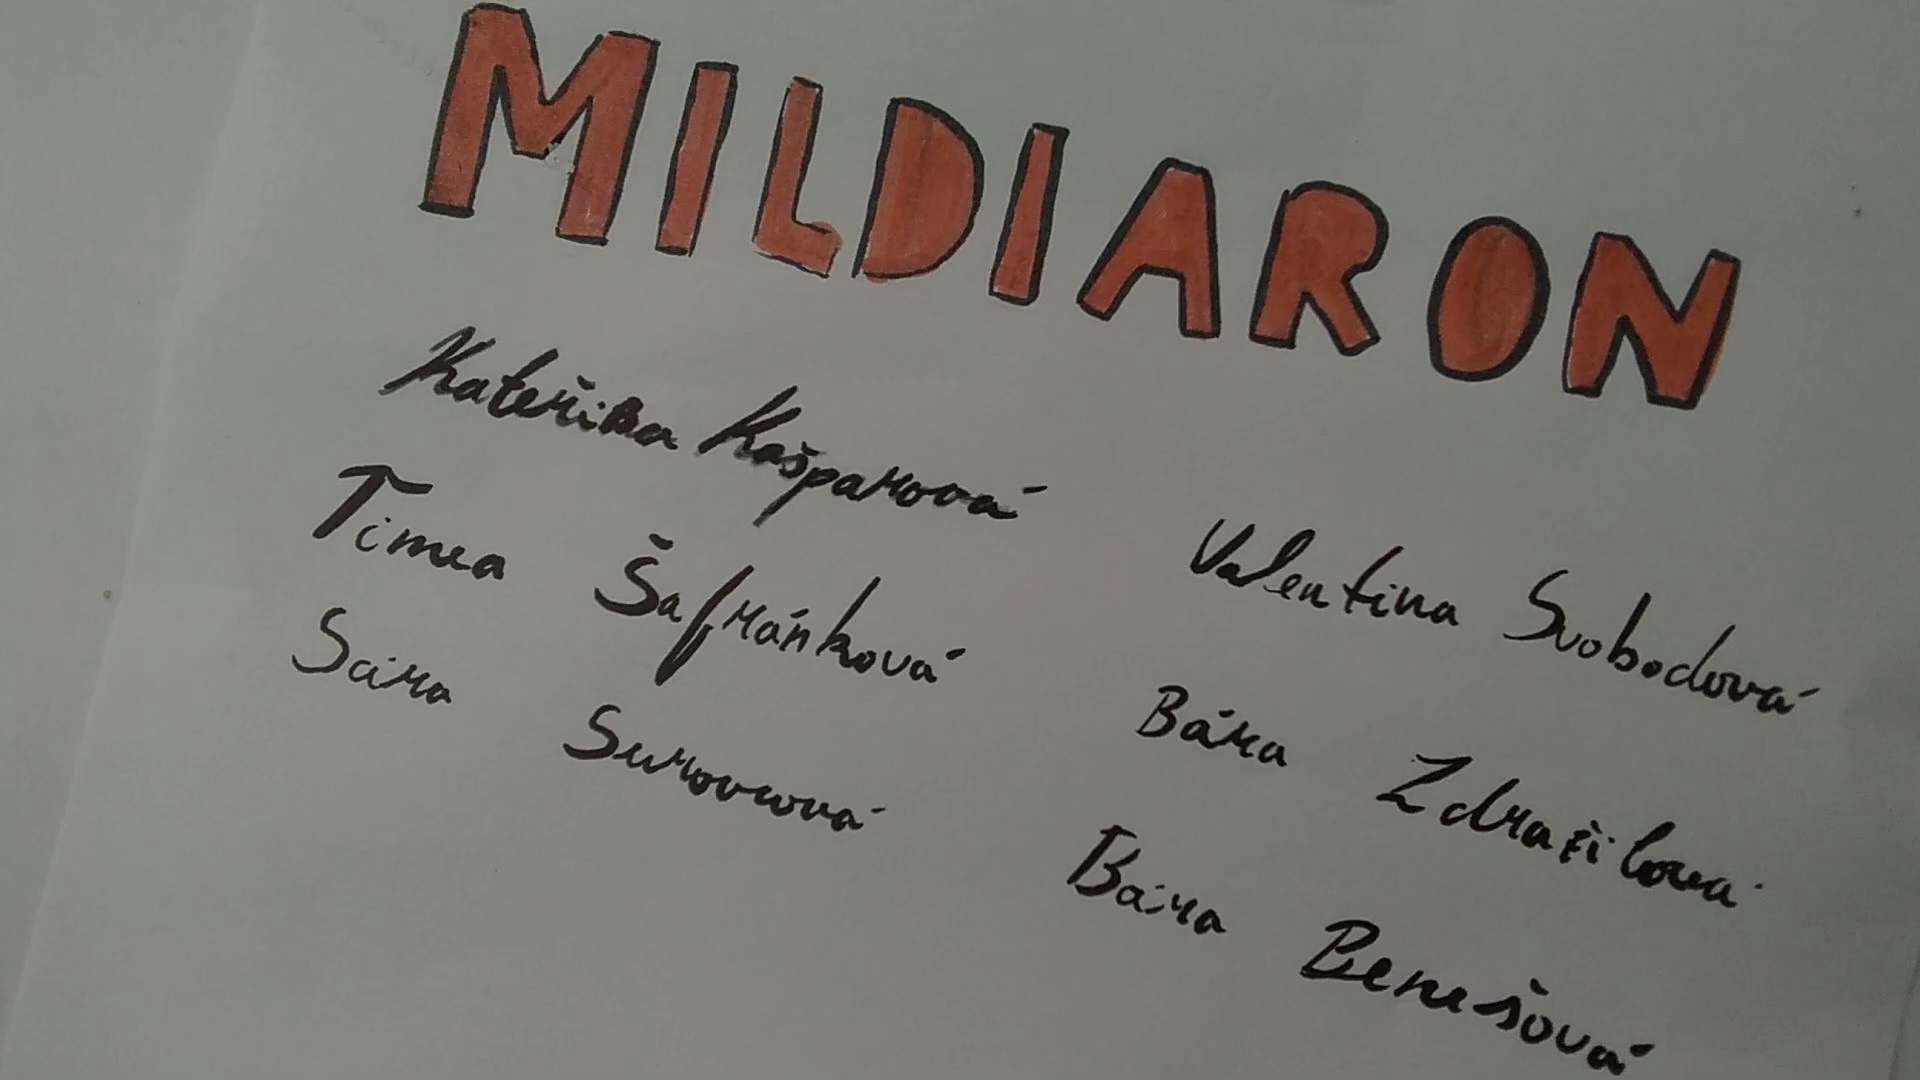 MILDIARON
Kateřina Kašparová
Timea Šafránková
Sára Surovcová
Valentina Svobodová
Bára Zdražilová
Bára Benešová